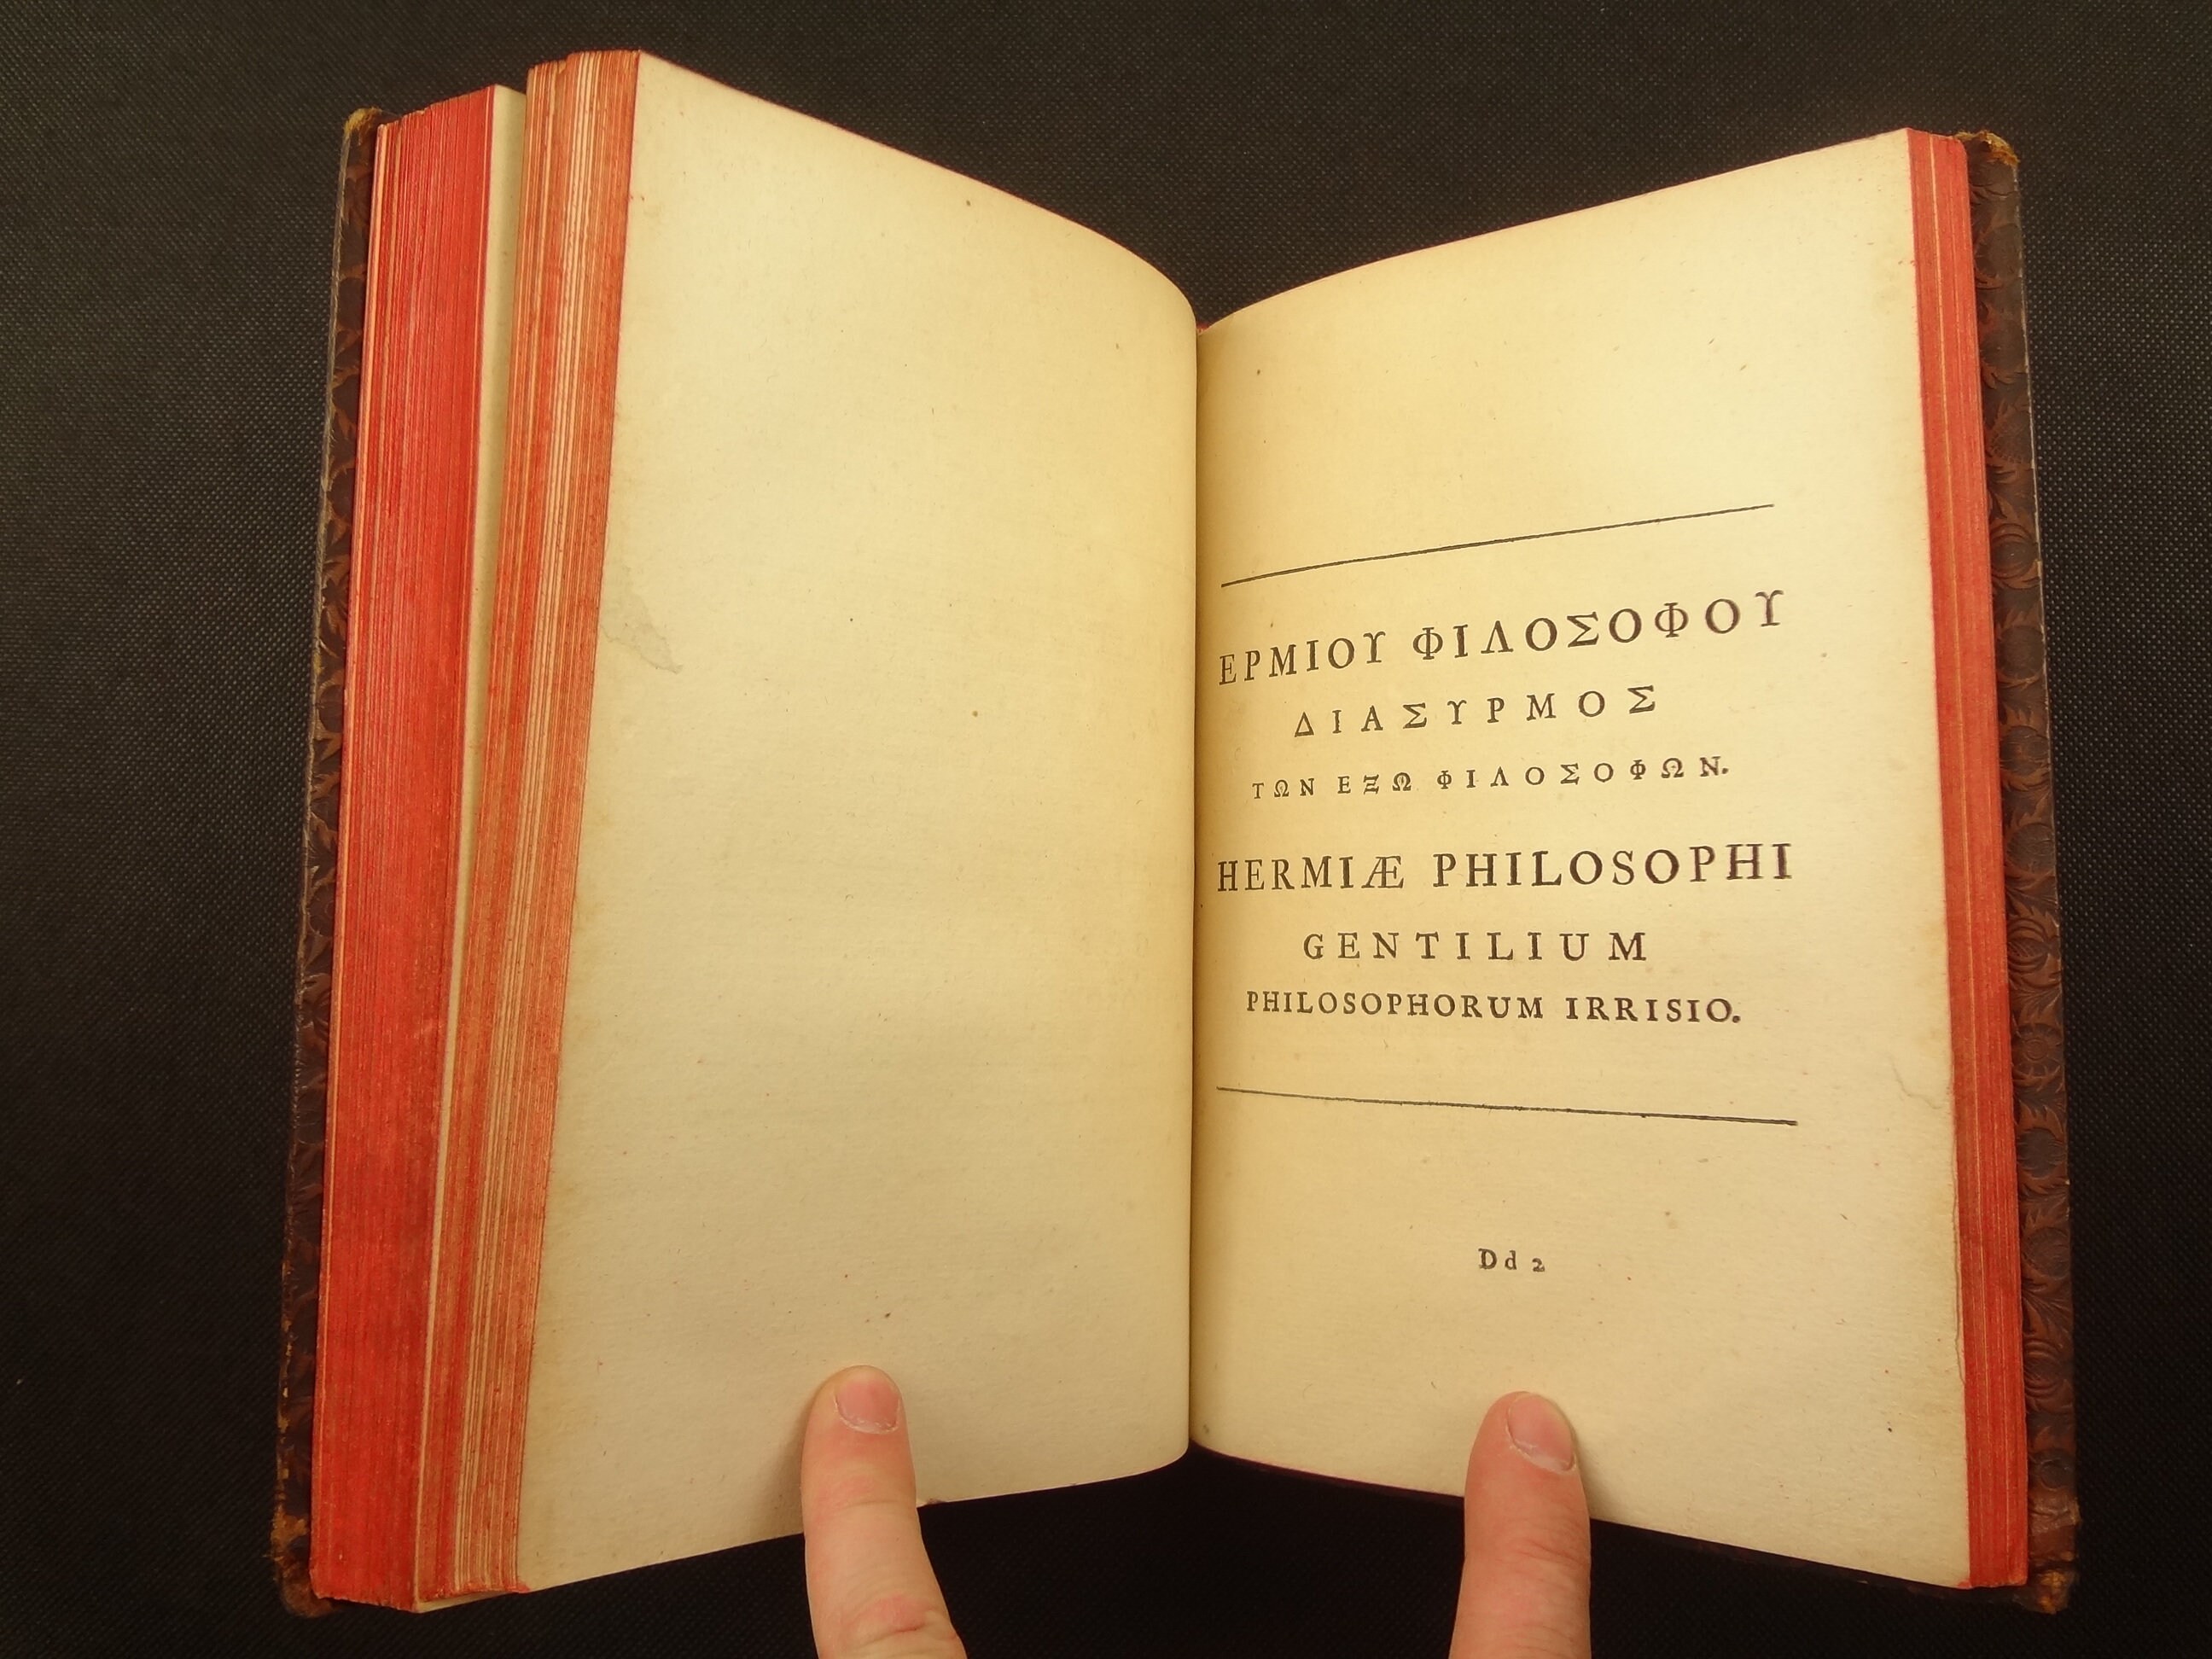 ΕΡΜΙΟΥ ΦΙΛΟΣΟΦΟΥ
ΔΙΑΣΥΡΜΟΣ
ΤΩΝ ΕΞΩ ΦΙΛΟΣΟΦΩΝ.
HERMIÆ PHILOSOPHI
GENTILIUM
PHILOSOPHORUM IRRISIO.
Dd 2